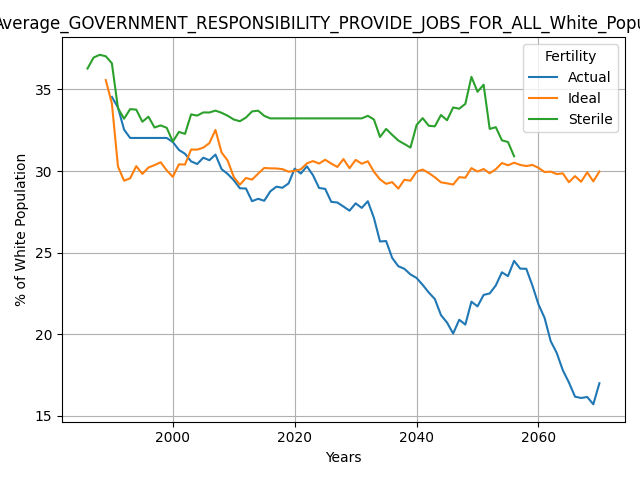 Average_GOVERNMENT_RESPONSIBILITY_PROVIDE_JOBS_FOR_ALL_White_Popu
Fertility
Actual
Ideal
Sterile
% of White Population
35
30
25
20
15
2000
2020
2040
2060
Years